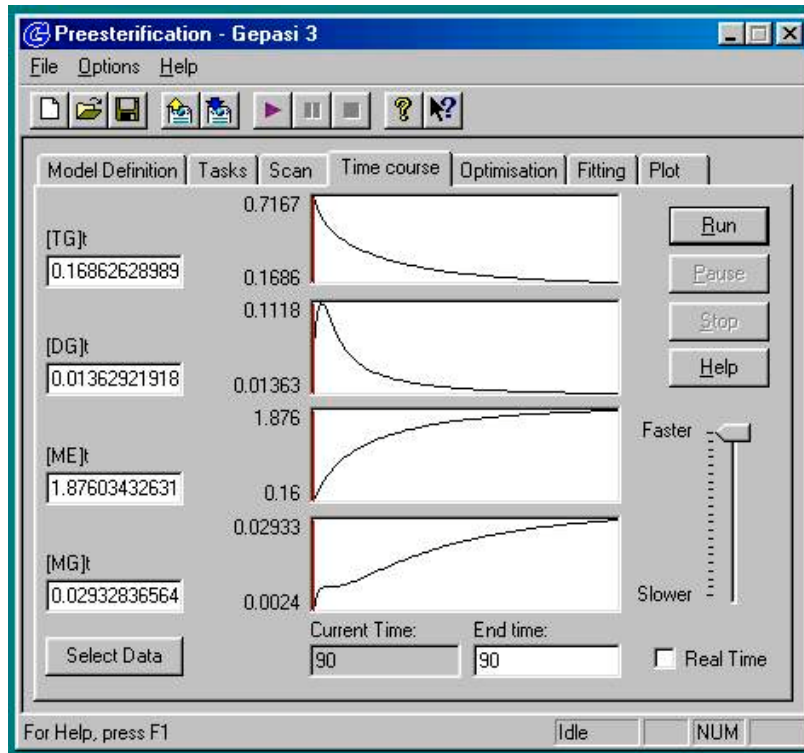 Preesterification - Gepasi 3
File Options Help
Model Definition Tasks Scan Time course Optimisation Fitting Plot
[TG]t
0.16862628989
0.7167
0.1686
Run
Pause
Stop
Help
[DG]t
0.01362921918
0.1118
0.01363
[ME]t
1.87603432631
1.876
0.16
Faster
Slower
[MG]t
0.02932836564
0.02933
0.0024
Select Data
Current Time:
90
End time:
90
Real Time
For Help, press F1
Idle
NUM